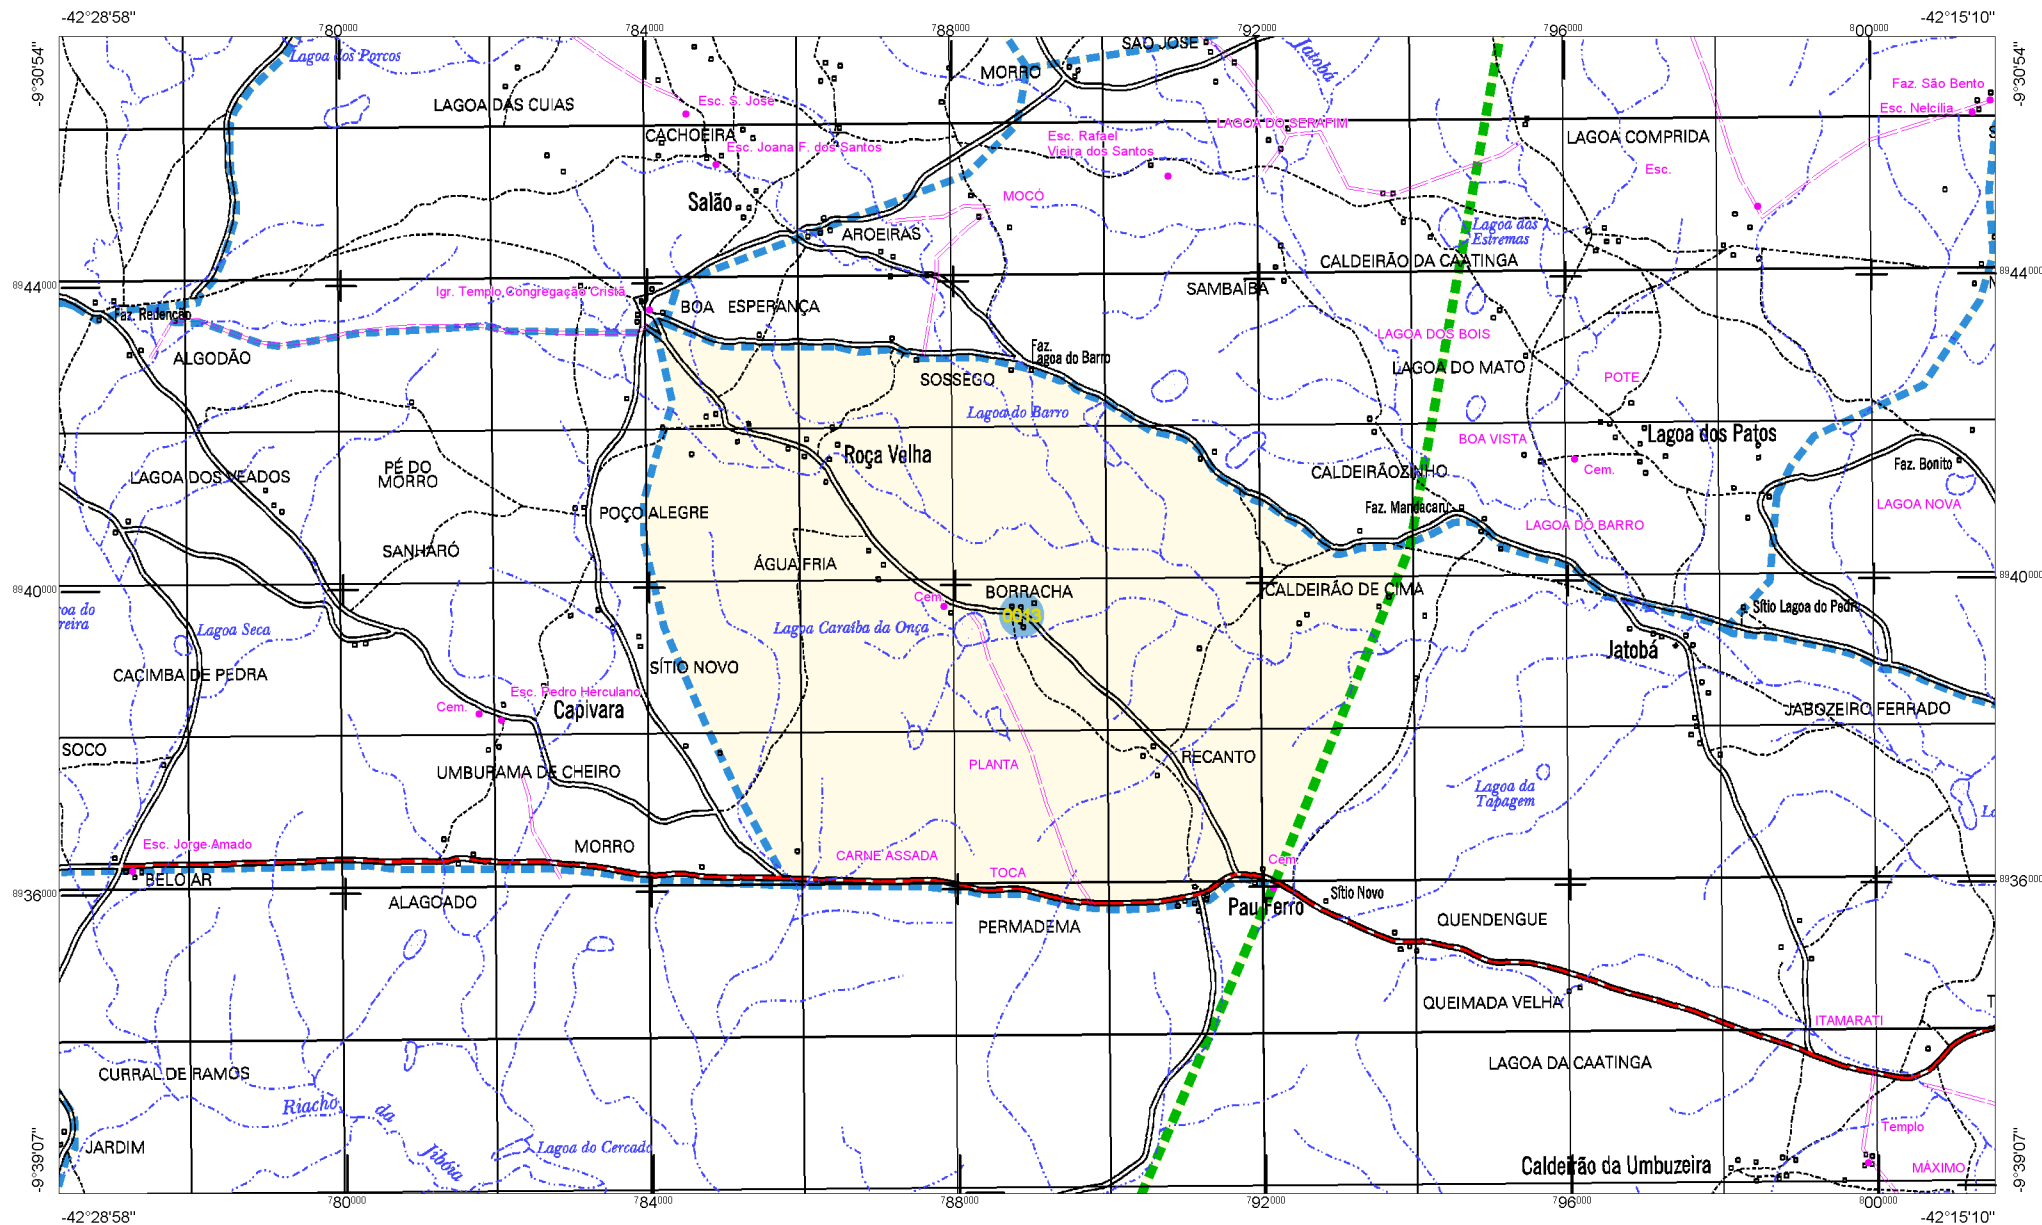 -42°28'58"
780000
784000
788000
792000
796000
800000
-42°15'10"
-9°30'54"
-9°30'54"
Lagoa dos Porcos
SÃO JOSÉ
Jatobá
MORRO
Faz. São Bento
LAGOA DAS CUIAS
Esc. S. José
Esc. Nelcilia
CACHOEIRA
Esc. Joana F. dos Santos
Esc. Rafael
Vieira dos Santos
LAGOA DO SERAFIM
LAGOA COMPRIDA
Esc.
Salão
MOCÓ
AROEIRAS
Lagoa das
Estremas
CALDEIRÃO DA CAATINGA
8944000
8944000
Igr. Templo Congregação Cristã
SAMBAÍBA
BOA ESPERANÇA
Faz. Redenção
LAGOA DOS BOIS
ALGODÃO
Faz.
Lagoa do Barro
SOSSEGO
LAGOA DO MATO
POTE
Lagoa do Barro
Roça Velha
BOA VISTA
Lagoa dos Patos
PÉ DO
MORRO
LAGOA DOS VEADOS
CALDEIRÃOZINHO
Cem.
Faz. Bonito
POÇO ALEGRE
Faz. Mandacaru
LAGOA NOVA
LAGOA DO BARRO
SANHARÓ
ÁGUA FRIA
8940000
8940000
BORRACHA
CALDEIRÃO DE CIMA
Cem.
0013
Sítio Lagoa do Pedro
Lagoa Seca
Lagoa Caraíba da Onça
Jatobá
SÍTIO NOVO
CACIMBA DE PEDRA
Esc. Pedro Herculano
Cem.
Capivara
JABOZEIRO FERRADO
SOCO
RECANTO
PLANTA
UMBURAMA DE CHEIRO
Lagoa da
Tapagem
Esc. Jorge Amado
MORRO
CARNE ASSADA
TOCA
Cem.
BELO AR
8936000
8936000
ALAGOADO
Pau Ferro
Sítio Novo
PERMADEMA
QUENDENGUE
QUEIMADA VELHA
ITAMARATI
LAGOA DA CAATINGA
CURRAL DE RAMOS
Riacho da Jibóia
Templo
JARDIM
Lagoa do Cercado
Caldeirão da Umbuzeira
MÁXIMO
-9°39'07"
-9°39'07"
-42°28'58"
780000
784000
788000
792000
796000
800000
-42°15'10"